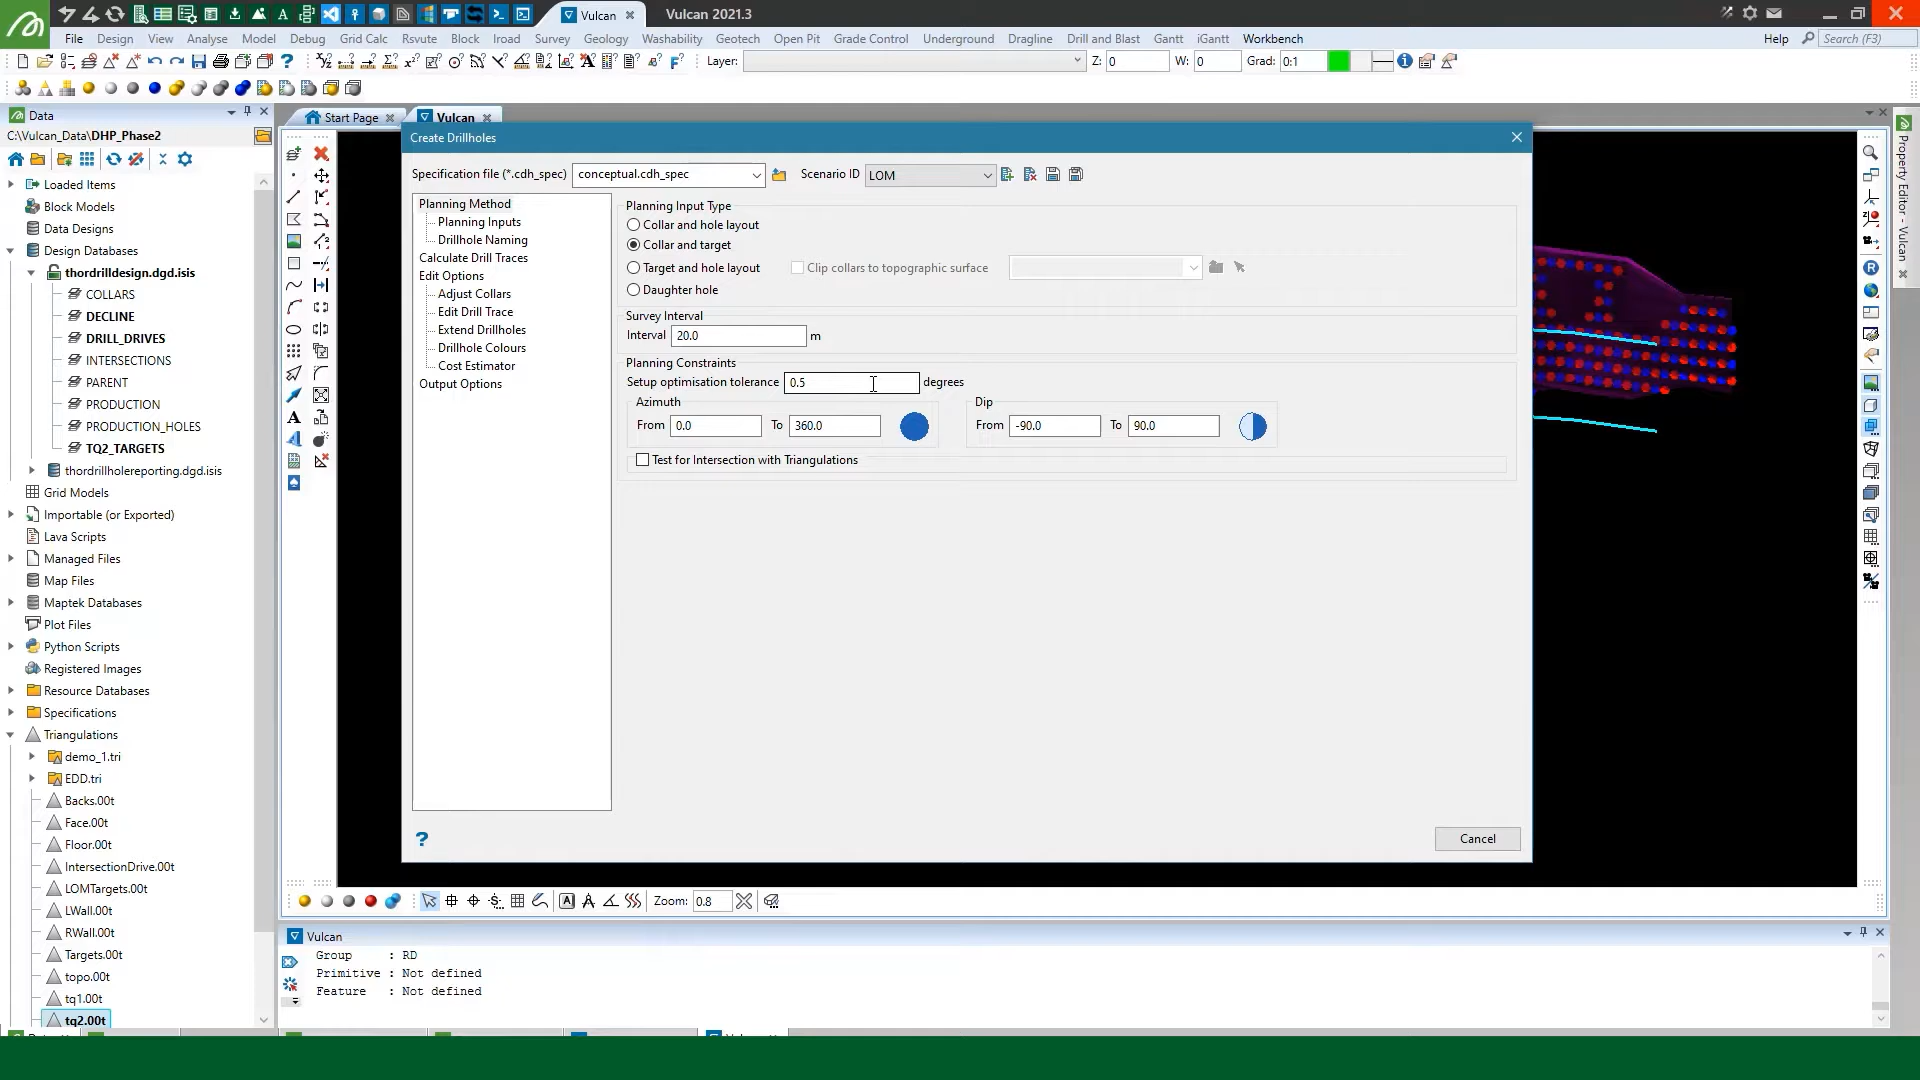 Vulcan
Vulcan 2021.3
File Design View Analyse Model Debug Grid Calc Rsvute Block Iroad Survey Geology Washability Geotech Open Pit Grade Control Underground Dragline Drill and Blast Gantt iGantt Workbench Help Search (F3)
Layer: Z: 0 W: 0 Grad: 0:1
Data
C:\Vulcan_Data\DHP_Phase2
Loaded Items
Block Models
Data Designs
Design Databases
thordrilldesign.dgd.isis
COLLARS
DECLINE
DRILL_DRIVES
INTERSECTIONS
PARENT
PRODUCTION
PRODUCTION_HOLES
TQ2_TARGETS
thordrillholereporting.dgd.isis
Grid Models
Importable (or Exported)
Lava Scripts
Managed Files
Map Files
Maptek Databases
Plot Files
Python Scripts
Registered Images
Resource Databases
Specifications
Triangulations
demo_1.tri
EDD.tri
Backs.00t
Face.00t
Floor.00t
IntersectionDrive.00t
LOMTargets.00t
LWall.00t
RWall.00t
Targets.00t
topo.00t
tq1.00t
tq2.00t
Start Page
Vulcan
Create Drillholes
Specification file (*.cdh_spec) conceptual.cdh_spec Scenario ID LOM
Planning Method
Planning Inputs
Drillhole Naming
Calculate Drill Traces
Edit Options
Adjust Collars
Edit Drill Trace
Extend Drillholes
Drillhole Colours
Cost Estimator
Output Options
Planning Input Type
Collar and hole layout
Collar and target
Target and hole layout Clip collars to topographic surface
Daughter hole
Survey Interval
Interval 20.0 m
Planning Constraints
Setup optimisation tolerance 0.5 degrees
Azimuth Dip
From 0.0 To 360.0 From -90.0 To 90.0
Test for Intersection with Triangulations
? Cancel
Zoom: 0.8
Vulcan
Group : RD
Primitive : Not defined
Feature : Not defined
Property Editor - Vulcan